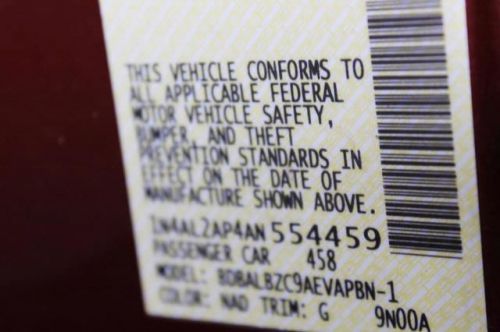 THIS VEHICLE CONFORMS TO
ALL APPLICABLE FEDERAL
MOTOR VEHICLE SAFETY,
BUMPER, AND THEFT
PREVENTION STANDARDS IN
EFFECT ON THE DATE OF
MANUFACTURE SHOWN ABOVE.
1N4AL2AP4AN554459
PASSENGER CAR 458
MODEL: BDBALBZC9AEVAPBN-1
COLOR: NAD TRIM: G 9N00A